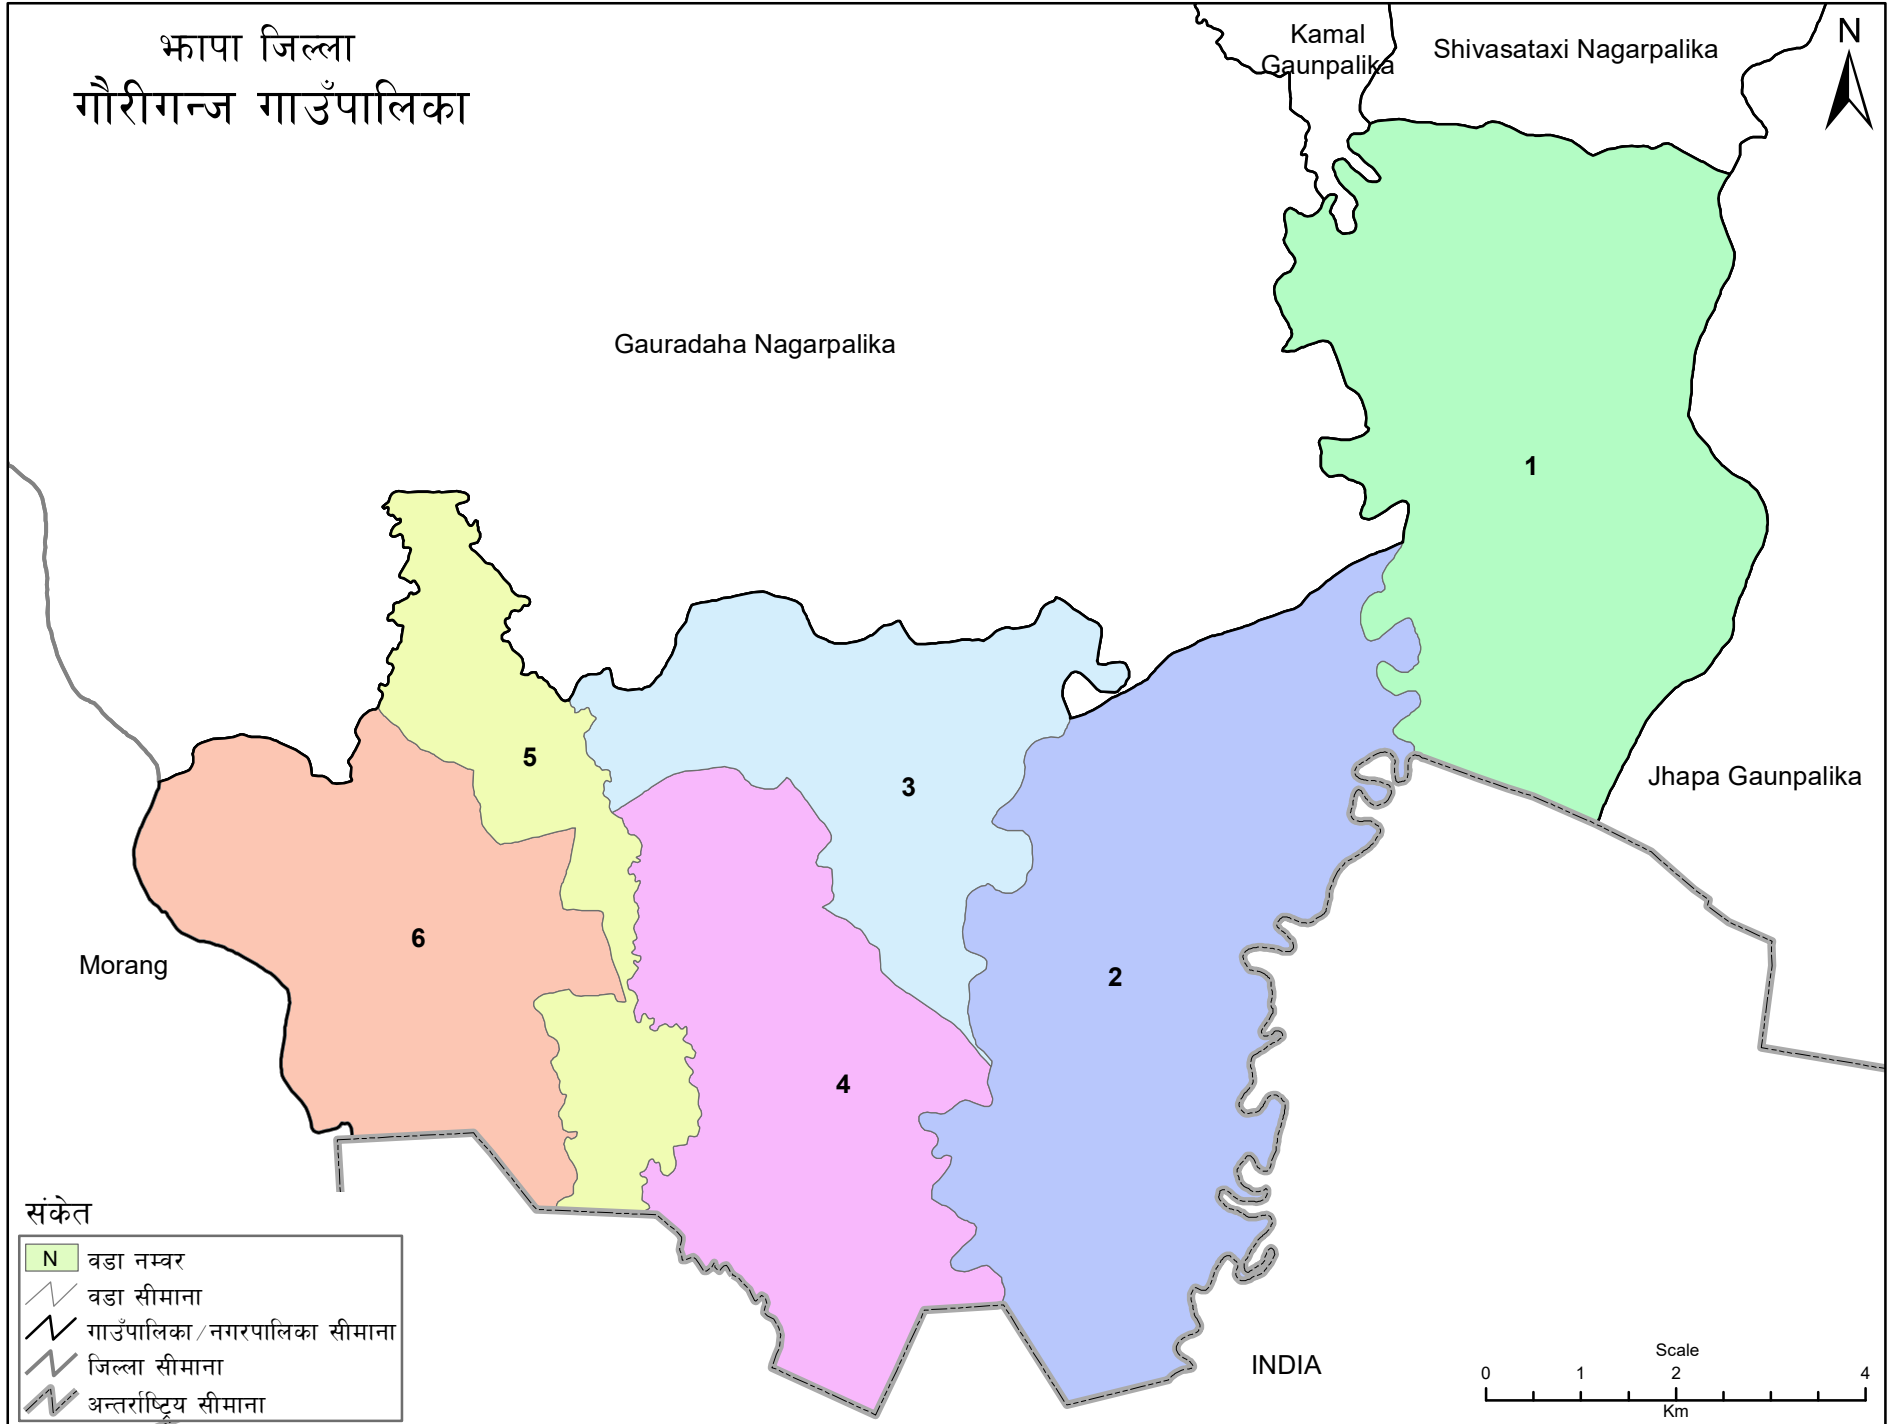 झापा जिल्ला
गौरीगन्ज गाउँपालिका
Kamal
Gaunpalika
Shivasataxi Nagarpalika
N
Gauradaha Nagarpalika
1
5
3
Jhapa Gaunpalika
6
Morang
2
4
संकेत
N वडा नम्वर
वडा सीमाना
गाउँपालिका/नगरपालिका सीमाना
जिल्ला सीमाना
अन्तर्राष्ट्रिय सीमाना
INDIA
Scale
0 1 2 4
Km